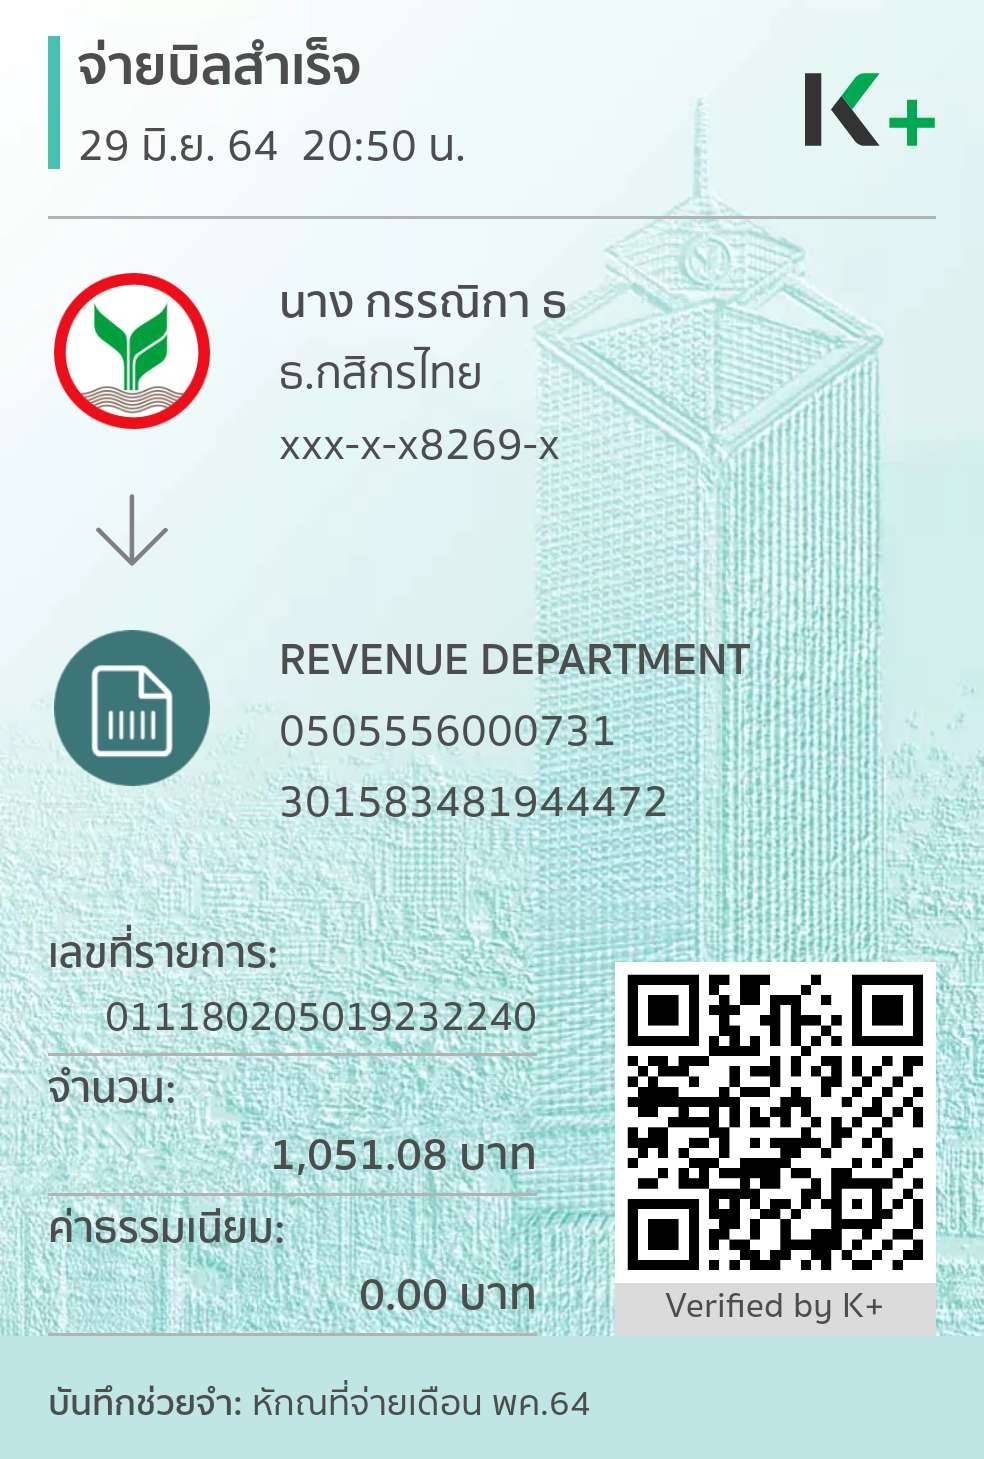 จ่ายบิลสำเร็จ
29 มิ.ย. 64  20:50 น.
K+
นาง กรรณิกา ธ
ธ.กสิกรไทย
xxx-x-x8269-x
REVENUE DEPARTMENT
0505556000731
301583481944472
เลขที่รายการ:
011180205019232240
จำนวน:
1,051.08 บาท
ค่าธรรมเนียม:
0.00 บาท
Verified by K+
บันทึกช่วยจำ: หักณที่จ่ายเดือน พค.64